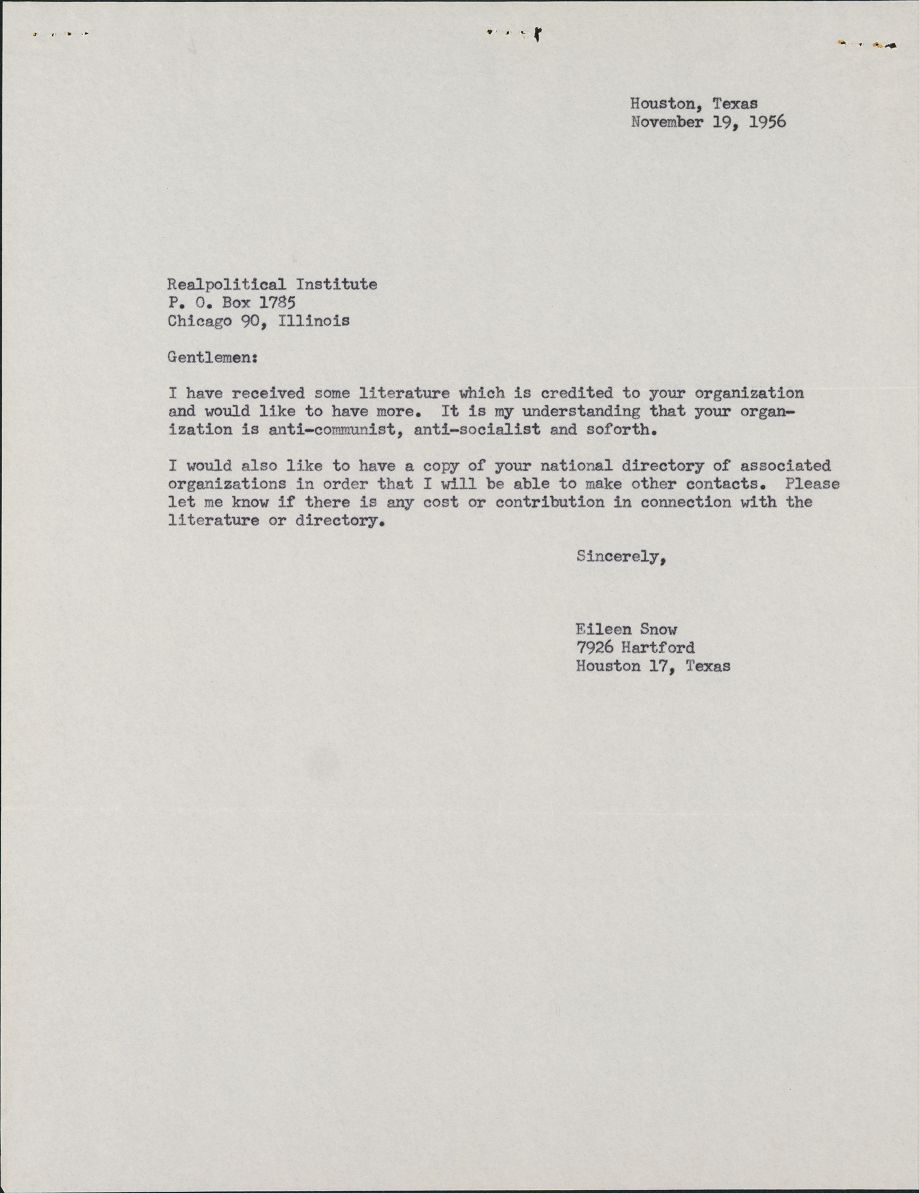 Houston, Texas
November 19, 1956
Realpolitical Institute
P. O. Box 1785
Chicago 90, Illinois
Gentlemen:
I have received some literature which is credited to your organization
and would like to have more. It is my understanding that your organ-
ization is anti-communist, anti-socialist and soforth.
I would also like to have a copy of your national directory of associated
organizations in order that I will be able to make other contacts. Please
let me know if there is any cost or contribution in connection with the
literature or directory.
Sincerely,
Eileen Snow
7926 Hartford
Houston 17, Texas